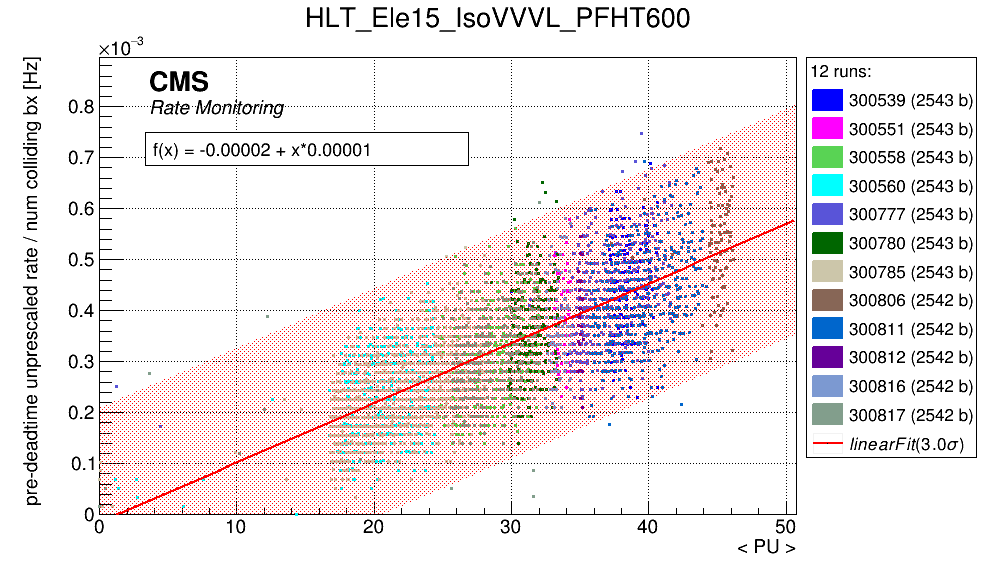 HLT_Ele15_IsoVVVL_PFHT600
×10⁻³
pre-deadtime unprescaled rate / num colliding bx [Hz]
CMS
Rate Monitoring
f(x) = -0.00002 + x*0.00001
0.8
0.7
0.6
0.5
0.4
0.3
0.2
0.1
0
0 10 20 30 40 50
< PU >
12 runs:
300539 (2543 b)
300551 (2543 b)
300558 (2543 b)
300560 (2543 b)
300777 (2543 b)
300780 (2543 b)
300785 (2543 b)
300806 (2542 b)
300811 (2542 b)
300812 (2542 b)
300816 (2542 b)
300817 (2542 b)
linearFit(3.0σ)